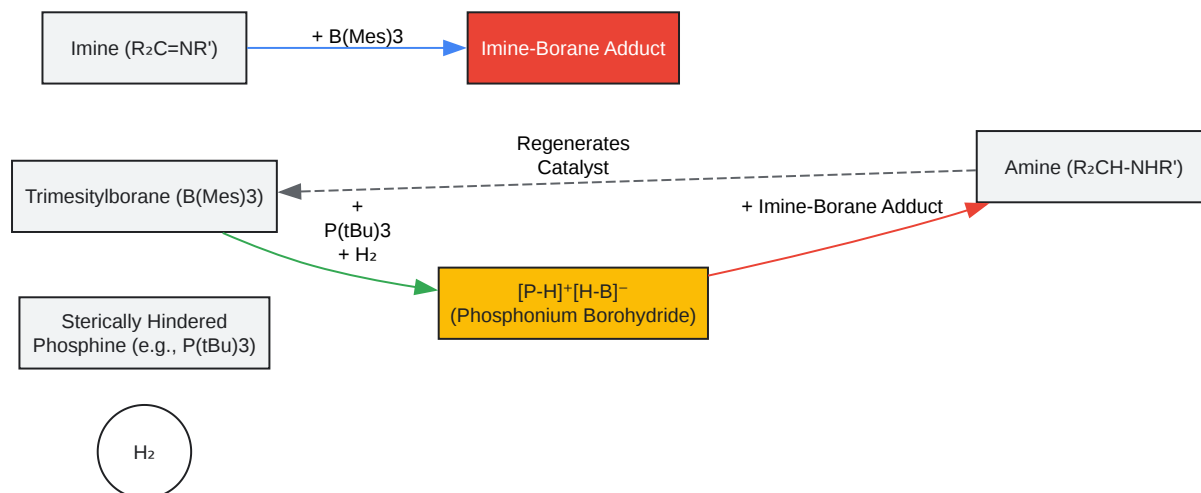 Imine (R₂C=NR')
+ B(Mes)3
Imine-Borane Adduct
Regenerates
Catalyst
Amine (R₂CH-NHR')
Trimesitylborane (B(Mes)3)
+
P(tBu)3
+ H₂
+ Imine-Borane Adduct
[P-H]⁺[H-B]⁻
(Phosphonium Borohydride)
Sterically Hindered
Phosphine (e.g., P(tBu)3)
H₂